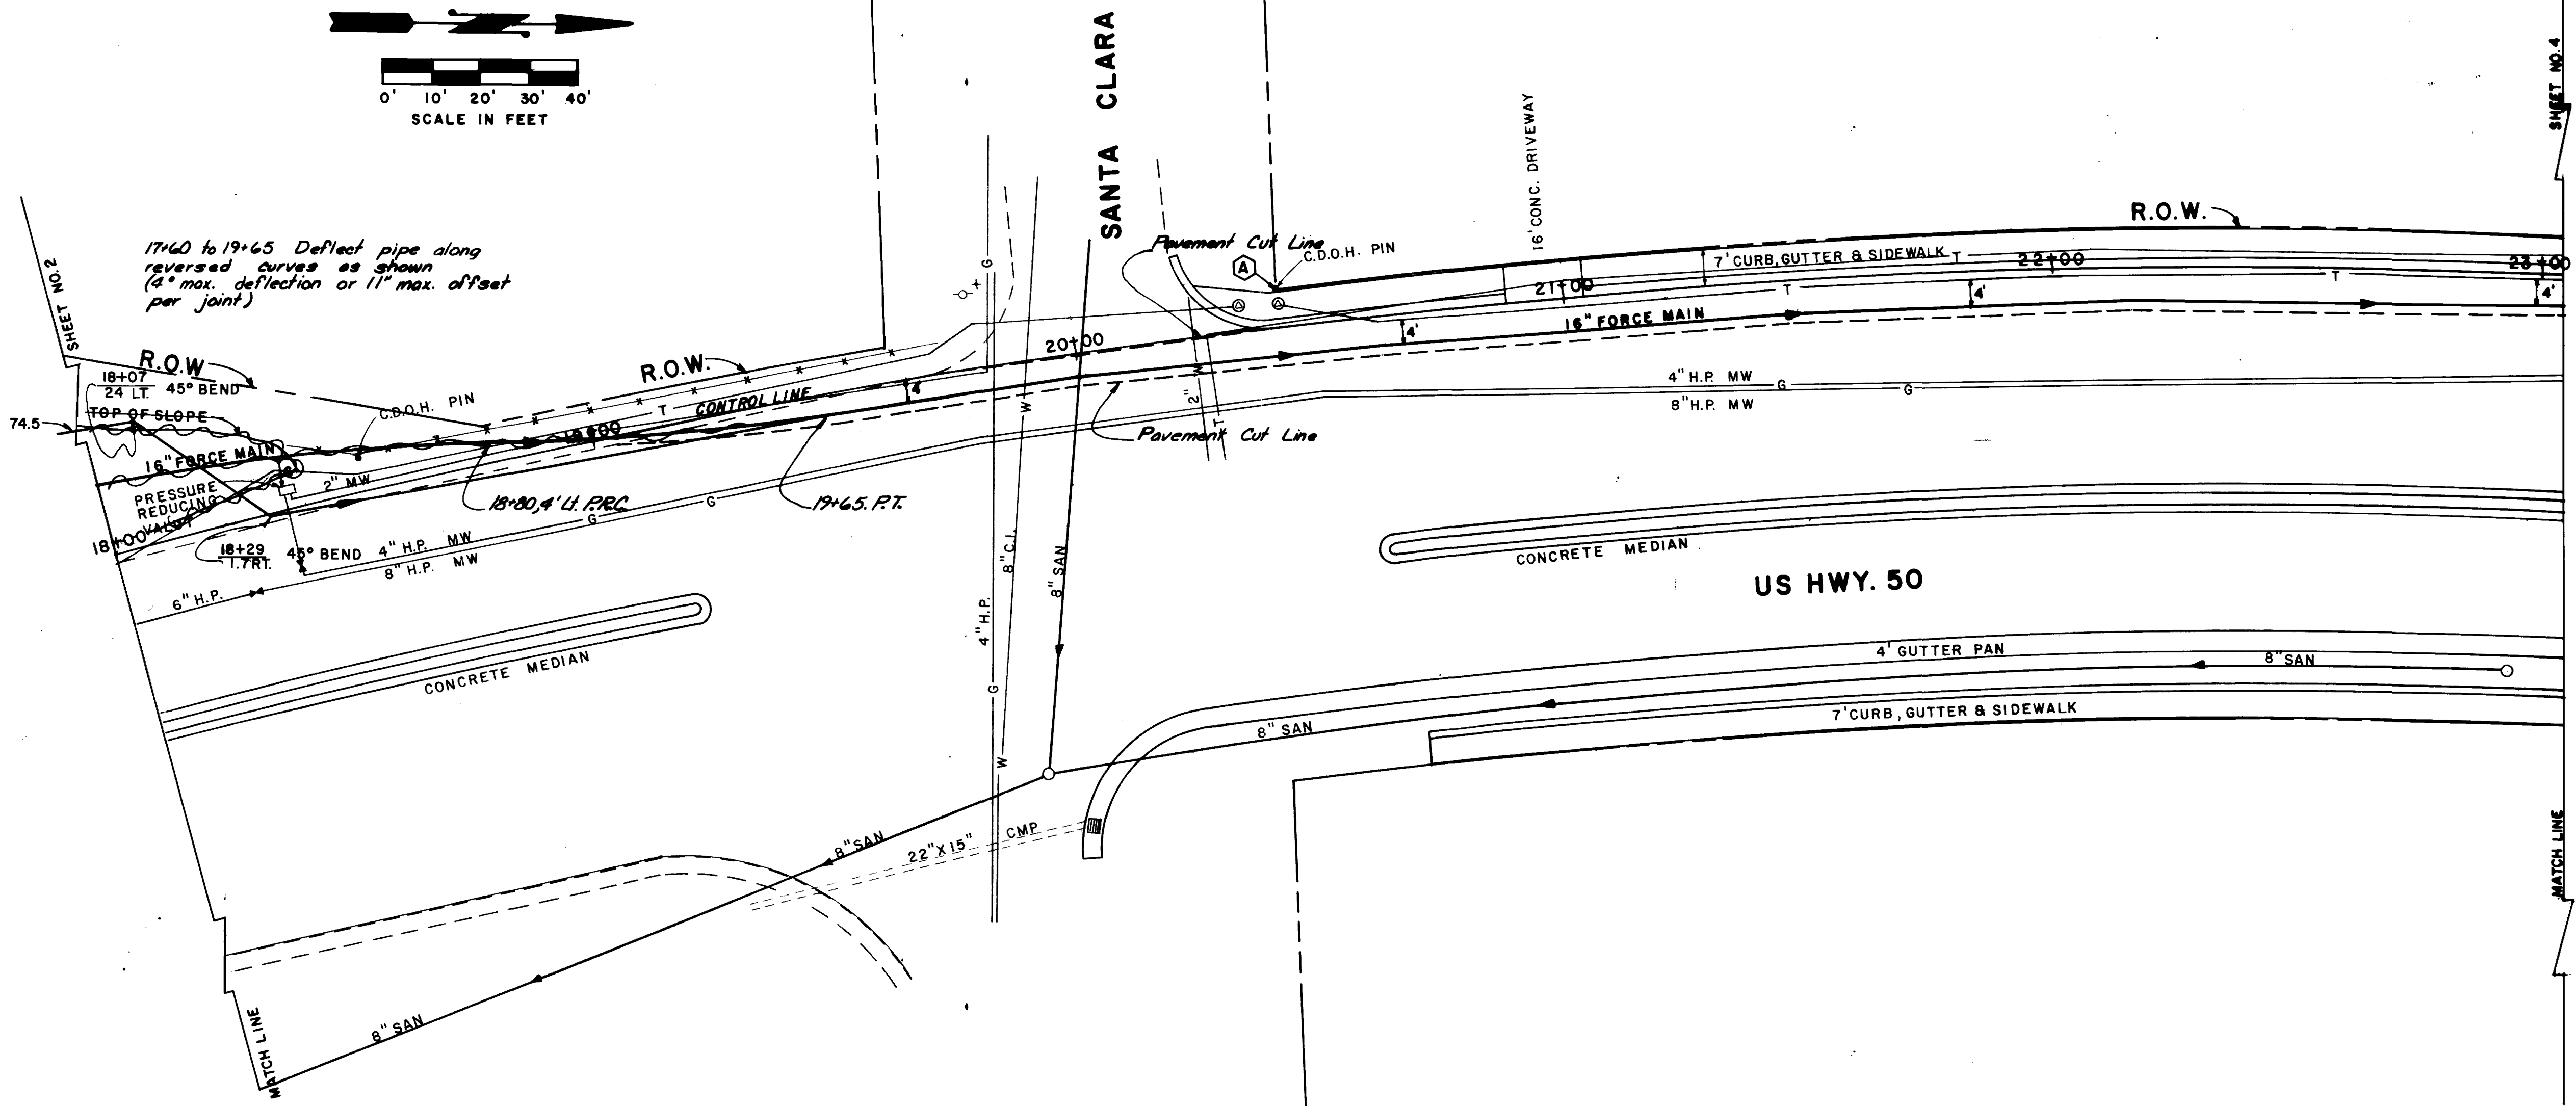 0' 10' 20' 30' 40'
SCALE IN FEET
SANTA CLARA
SHEET NO. 4
16' CONC. DRIVEWAY
R.O.W.
17+60 to 19+65 Deflect pipe along
reversed curves as shown
(4° max. deflection or 11" max. offset
per joint)
SHEET NO. 2
Pavement Cut Line
A
C.D.O.H. PIN
7' CURB, GUTTER & SIDEWALK
T
22+00
23+00
21+00
T
T
4'
4'
4'
16" FORCE MAIN
G
20+00
R.O.W
R.O.W.
18+07
24 LT.
45° BEND
C.D.O.H. PIN
T
CONTROL LINE
4'
W
2" W
T
4" H.P. MW
G
G
8" H.P. MW
TOP OF SLOPE
74.5
19+00
Pavement Cut Line
16" FORCE MAIN
2" MW
PRESSURE
REDUCING
VALVE
18+80, 4' Lt. P.R.C.
19+65. P.T.
G
G
18+00
18+29
1.7 RT.
45° BEND
4" H.P. MW
8" H.P. MW
6" H.P.
8" C.I.
8" SAN
4" H.P.
CONCRETE MEDIAN
US HWY. 50
CONCRETE MEDIAN
G
W
4' GUTTER PAN
8" SAN
7' CURB, GUTTER & SIDEWALK
8" SAN
8" SAN
22" X 15" CMP
MATCH LINE
8" SAN
MATCH LINE